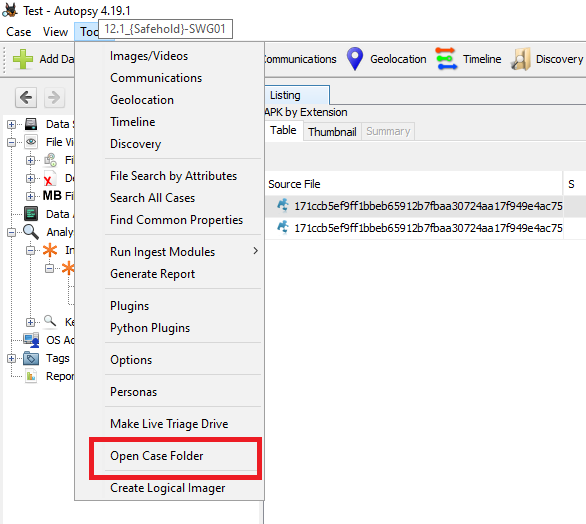 Test - Autopsy 4.19.1
Case View Too
12.1_{Safehold}-SWG01
Add Da
ommunications Geolocation Timeline Discovery
Images/Videos
Communications
Geolocation
Timeline
Discovery
File Search by Attributes
Search All Cases
Find Common Properties
Run Ingest Modules
Generate Report
Plugins
Python Plugins
Options
Personas
Make Live Triage Drive
Open Case Folder
Create Logical Imager
Data S
File Vi
Fi
D
MB Fi
Data A
Analy
In
Ke
OS Ac
Tags
Repor
Listing
APK by Extension
Table Thumbnail Summary
Source File S
171ccb5ef9ff1bbeb65912b7fbaa30724aa17f949e4ac75
171ccb5ef9ff1bbeb65912b7fbaa30724aa17f949e4ac75